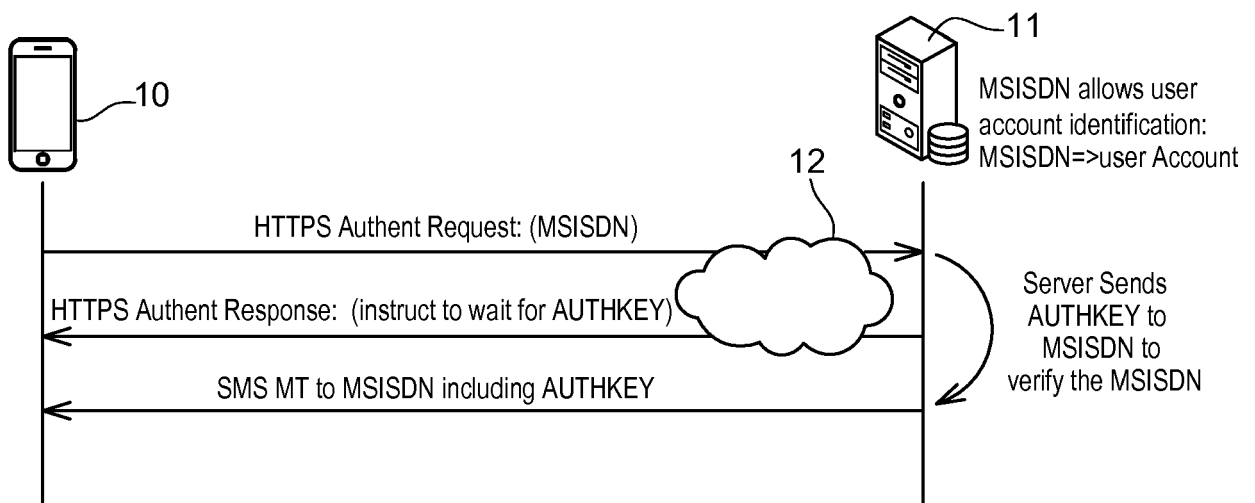 10
11
MSISDN allows user
account identification:
MSISDN=>user Account
12
HTTPS Authent Request: (MSISDN)
HTTPS Authent Response: (instruct to wait for AUTHKEY)
Server Sends
AUTHKEY to
MSISDN to
verify the MSISDN
SMS MT to MSISDN including AUTHKEY